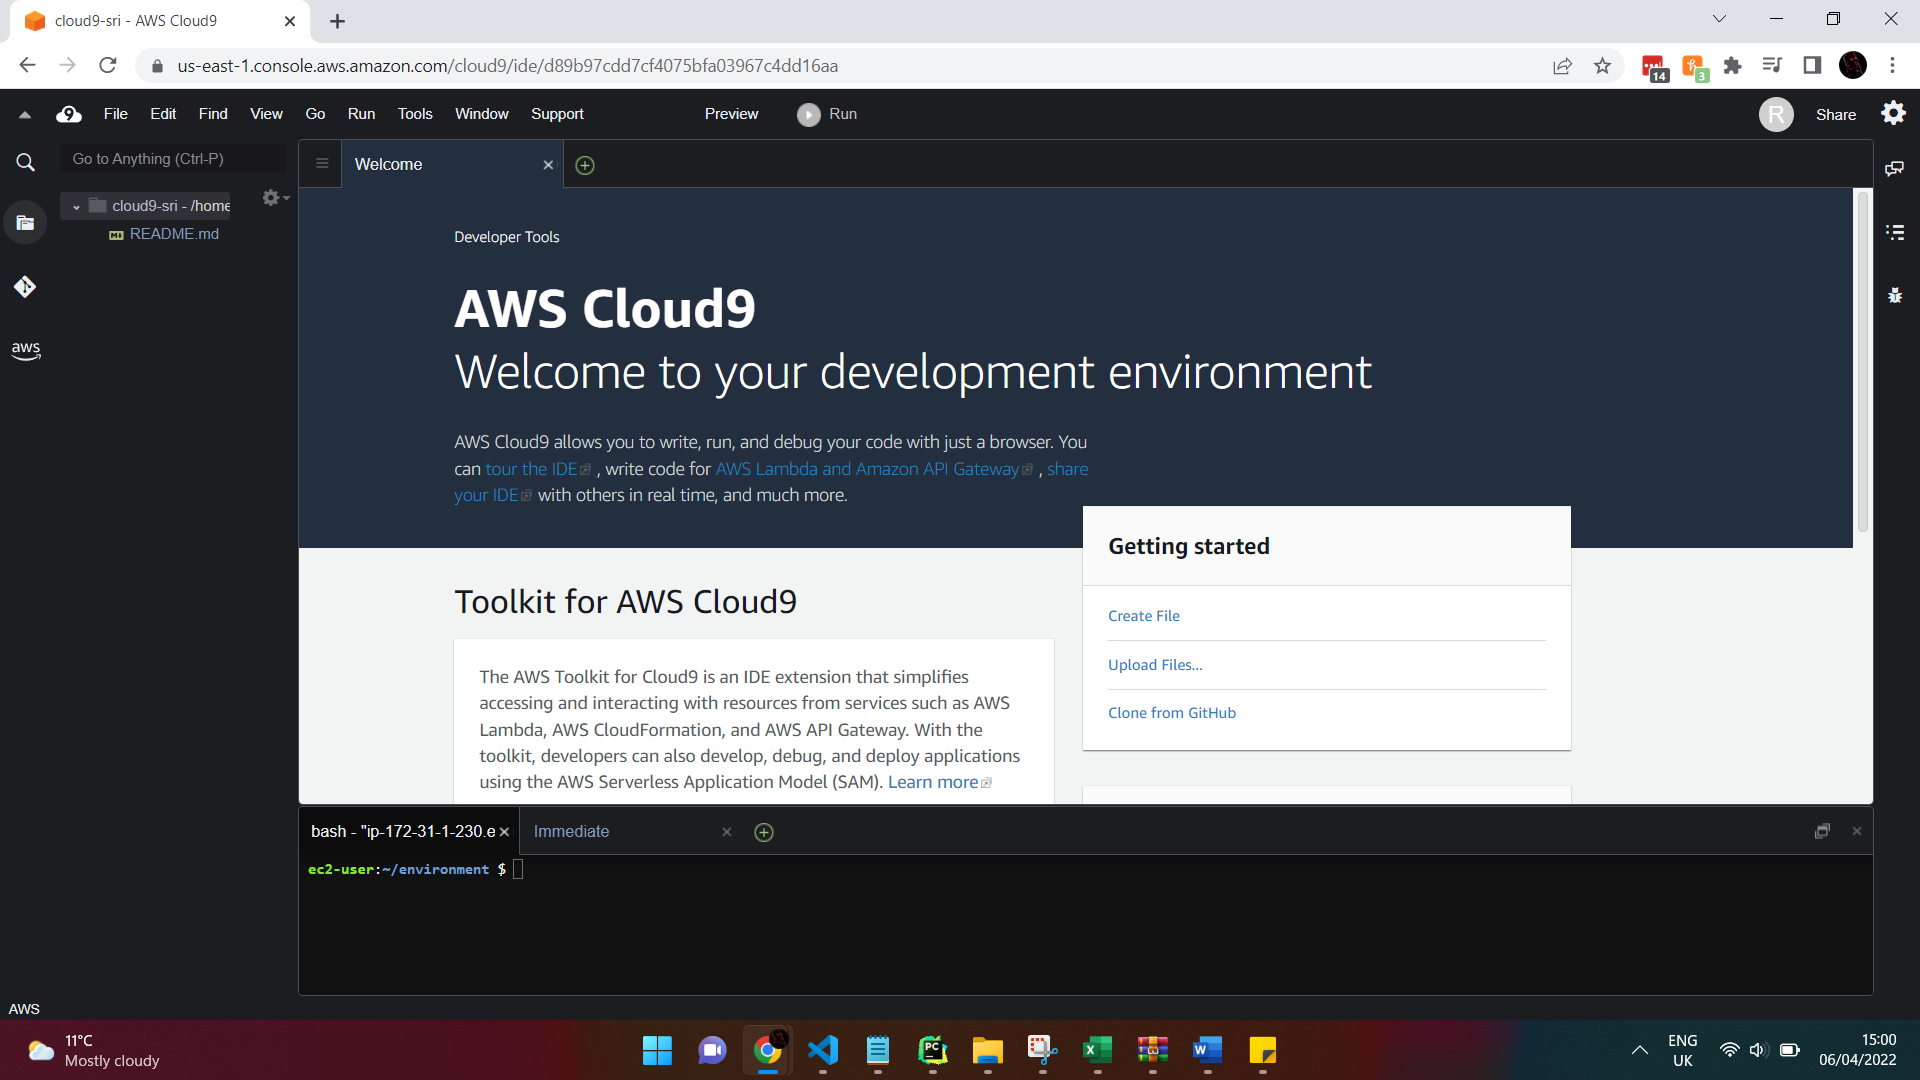 cloud9-sri - AWS Cloud9
us-east-1.console.aws.amazon.com/cloud9/ide/d89b97cdd7cf4075bfa03967c4dd16aa
14
3
9 File Edit Find View Go Run Tools Window Support Preview Run
R Share
Go to Anything (Ctrl-P)
cloud9-sri - /home
README.md
aws
Welcome
Developer Tools
AWS Cloud9
Welcome to your development environment
AWS Cloud9 allows you to write, run, and debug your code with just a browser. You
can tour the IDE , write code for AWS Lambda and Amazon API Gateway , share
your IDE with others in real time, and much more.
Toolkit for AWS Cloud9
The AWS Toolkit for Cloud9 is an IDE extension that simplifies
accessing and interacting with resources from services such as AWS
Lambda, AWS CloudFormation, and AWS API Gateway. With the
toolkit, developers can also develop, debug, and deploy applications
using the AWS Serverless Application Model (SAM). Learn more
Getting started
Create File
Upload Files...
Clone from GitHub
bash - "ip-172-31-1-230.e
Immediate
ec2-user:~/environment $
AWS
11°C
Mostly cloudy
PC
X
W
ENG
UK
15:00
06/04/2022